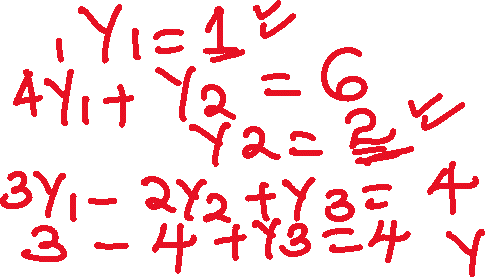 Y₁ = 1
4Y₁ + Y₂ = 6
Y2 = 2
3Y₁ - 2Y₂ + Y₃ = 4
3 - 4 + Y3 = 4 Y